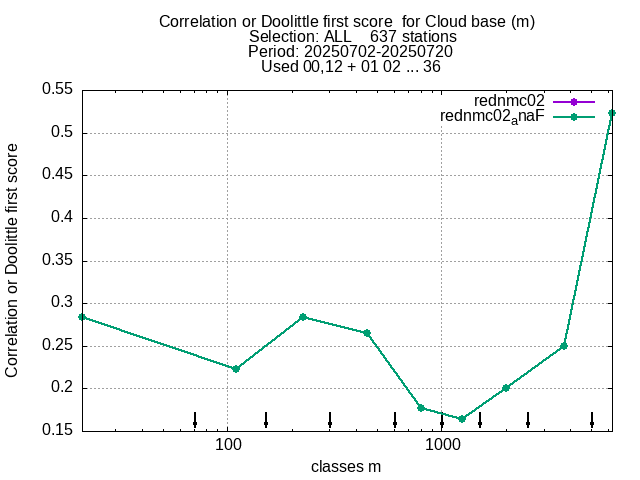 Correlation or Doolittle first score  for Cloud base (m)
Selection: ALL    637 stations
Period: 20250702-20250720
Used 00,12 + 01 02 ... 36
rednmc02
rednmc02anaF
0.55
0.5
0.45
0.4
0.35
0.3
0.25
0.2
0.15
Correlation or Doolittle first score
100
1000
classes m